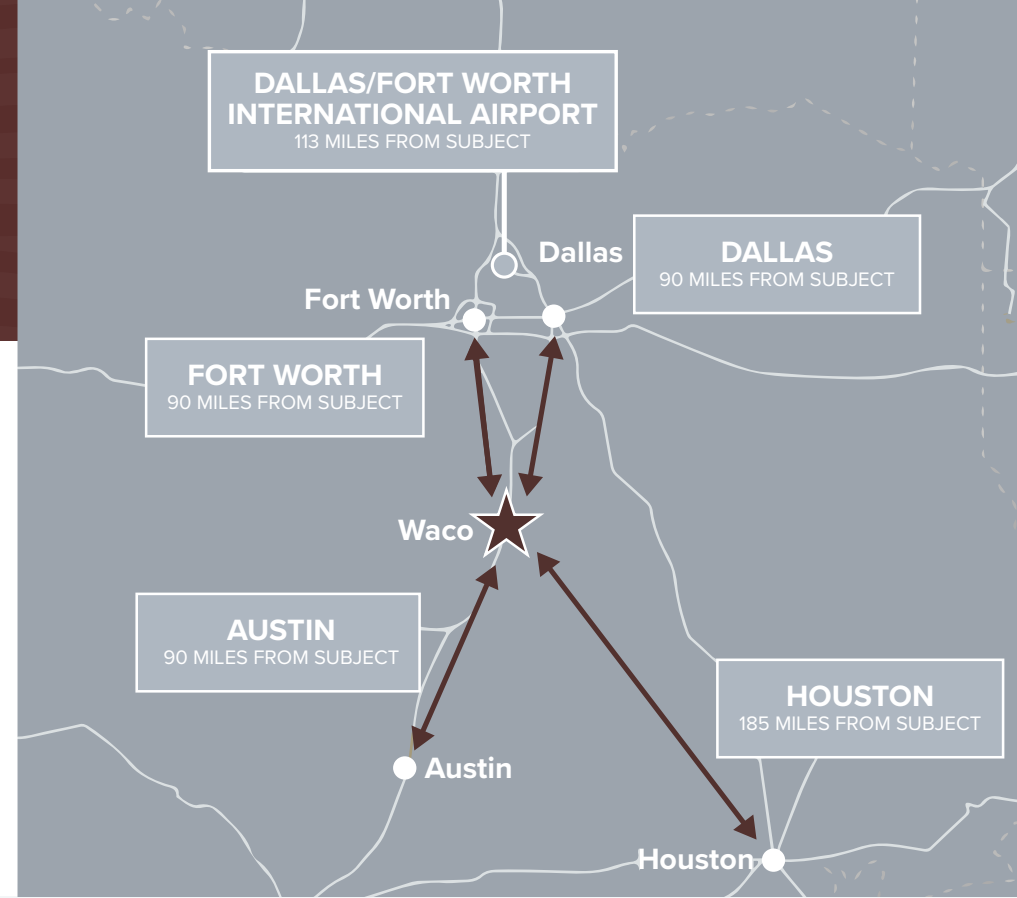 DALLAS/FORT WORTH
INTERNATIONAL AIRPORT
113 MILES FROM SUBJECT
Dallas
DALLAS
90 MILES FROM SUBJECT
Fort Worth
FORT WORTH
90 MILES FROM SUBJECT
Waco
AUSTIN
90 MILES FROM SUBJECT
HOUSTON
185 MILES FROM SUBJECT
Austin
Houston